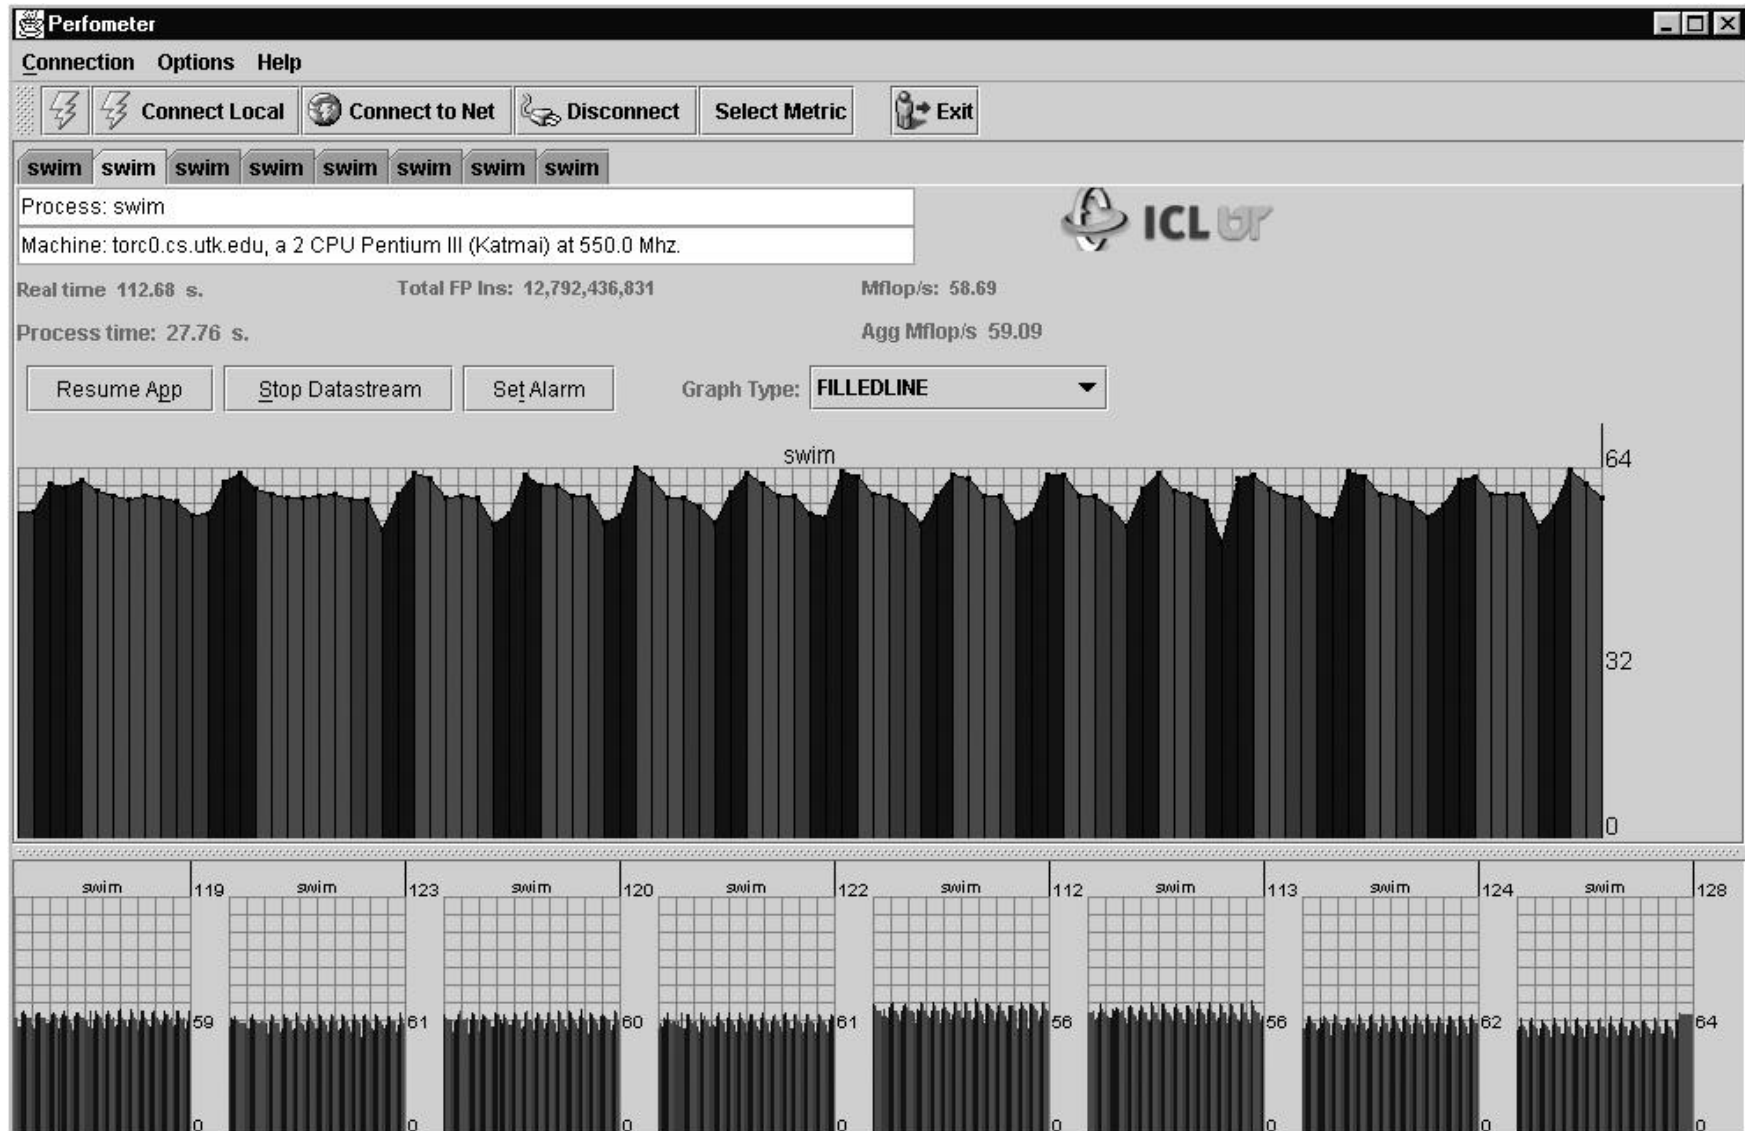 Perfometer
Connection Options Help
Connect Local Connect to Net Disconnect Select Metric Exit
swim swim swim swim swim swim swim swim
Process: swim
ICL
Machine: torc0.cs.utk.edu, a 2 CPU Pentium III (Katmai) at 550.0 Mhz.
Real time 112.68 s. Total FP Ins: 12,792,436,831 Mflop/s: 58.69
Process time: 27.76 s. Agg Mflop/s 59.09
Resume App Stop Datastream Set Alarm Graph Type: FILLEDLINE
swim 64
32
0
swim 119 swim 123 swim 120 swim 122 swim 112 swim 113 swim 124 swim 128
59 61 60 61 56 56 62 64
0 0 0 0 0 0 0 0